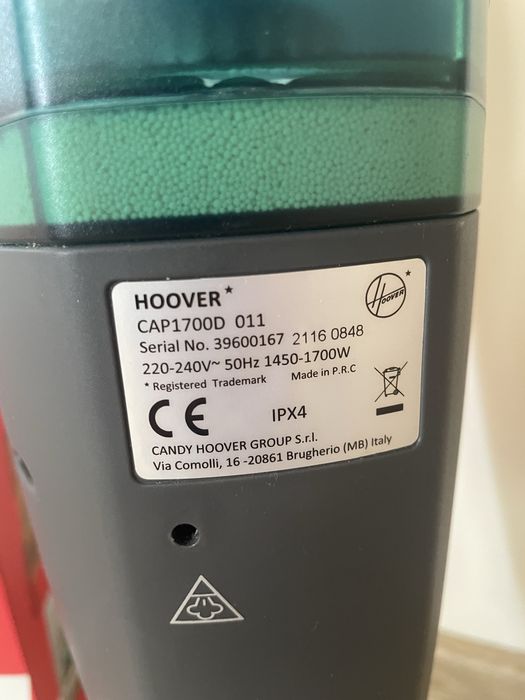 HOOVER*
HOOVER*
CAP1700D 011
Serial No. 39600167 2116 0848
220-240V~ 50Hz 1450-1700W
* Registered Trademark Made in P.R.C
CE IPX4
CANDY HOOVER GROUP S.r.l.
Via Comolli, 16 -20861 Brugherio (MB) Italy